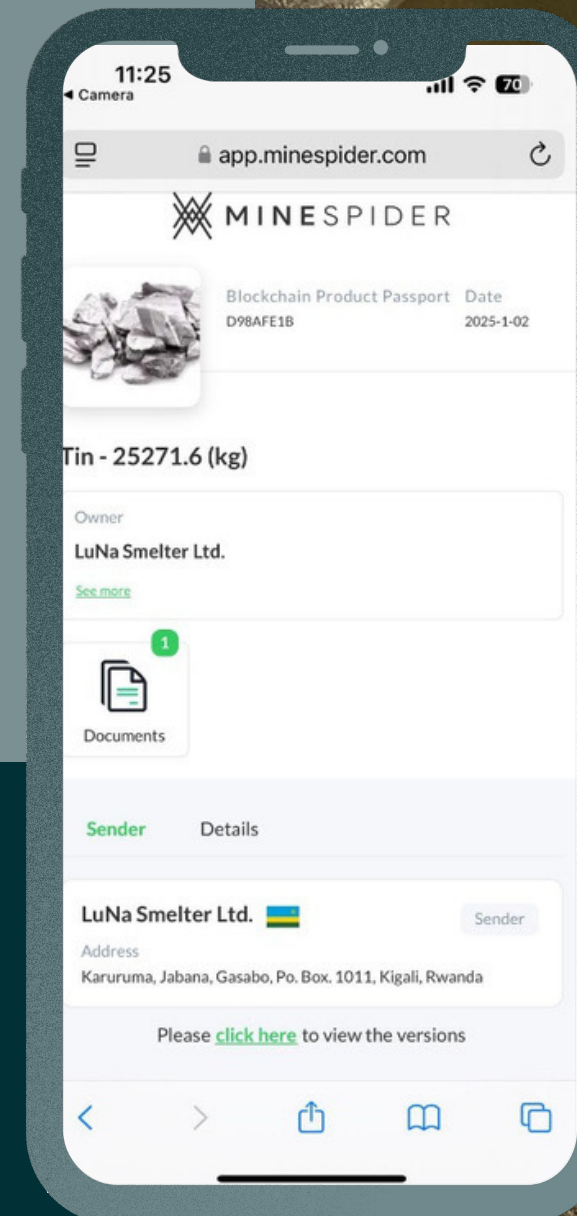 11:25
◀ Camera
70
app.minespider.com
MINESPIDER
Blockchain Product Passport Date
D98AFE1B 2025-1-02
Tin - 25271.6 (kg)
Owner
LuNa Smelter Ltd.
See more
1
Documents
Sender Details
LuNa Smelter Ltd. Sender
Address
Karuruma, Jabana, Gasabo, Po. Box. 1011, Kigali, Rwanda
Please click here to view the versions